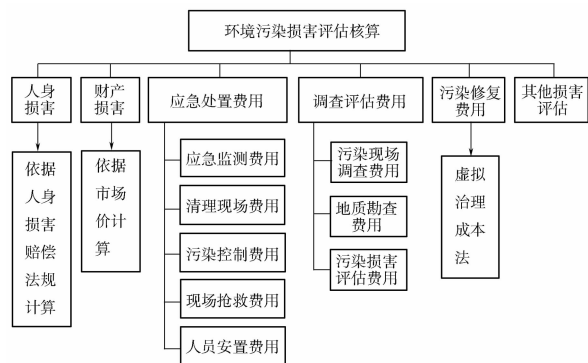 环境污染损害评估核算
人身
损害
财产
损害
应急处置费用
调查评估费用
污染修复
费用
其他损害
评估
依据
人身
损害
赔偿
法规
计算
依据
市场
价计
算
应急监测费用
清理现场费用
污染控制费用
现场抢救费用
人员安置费用
污染现场
调查费用
地质勘查
费用
污染损害
评估费用
虚拟
治理
成本
法